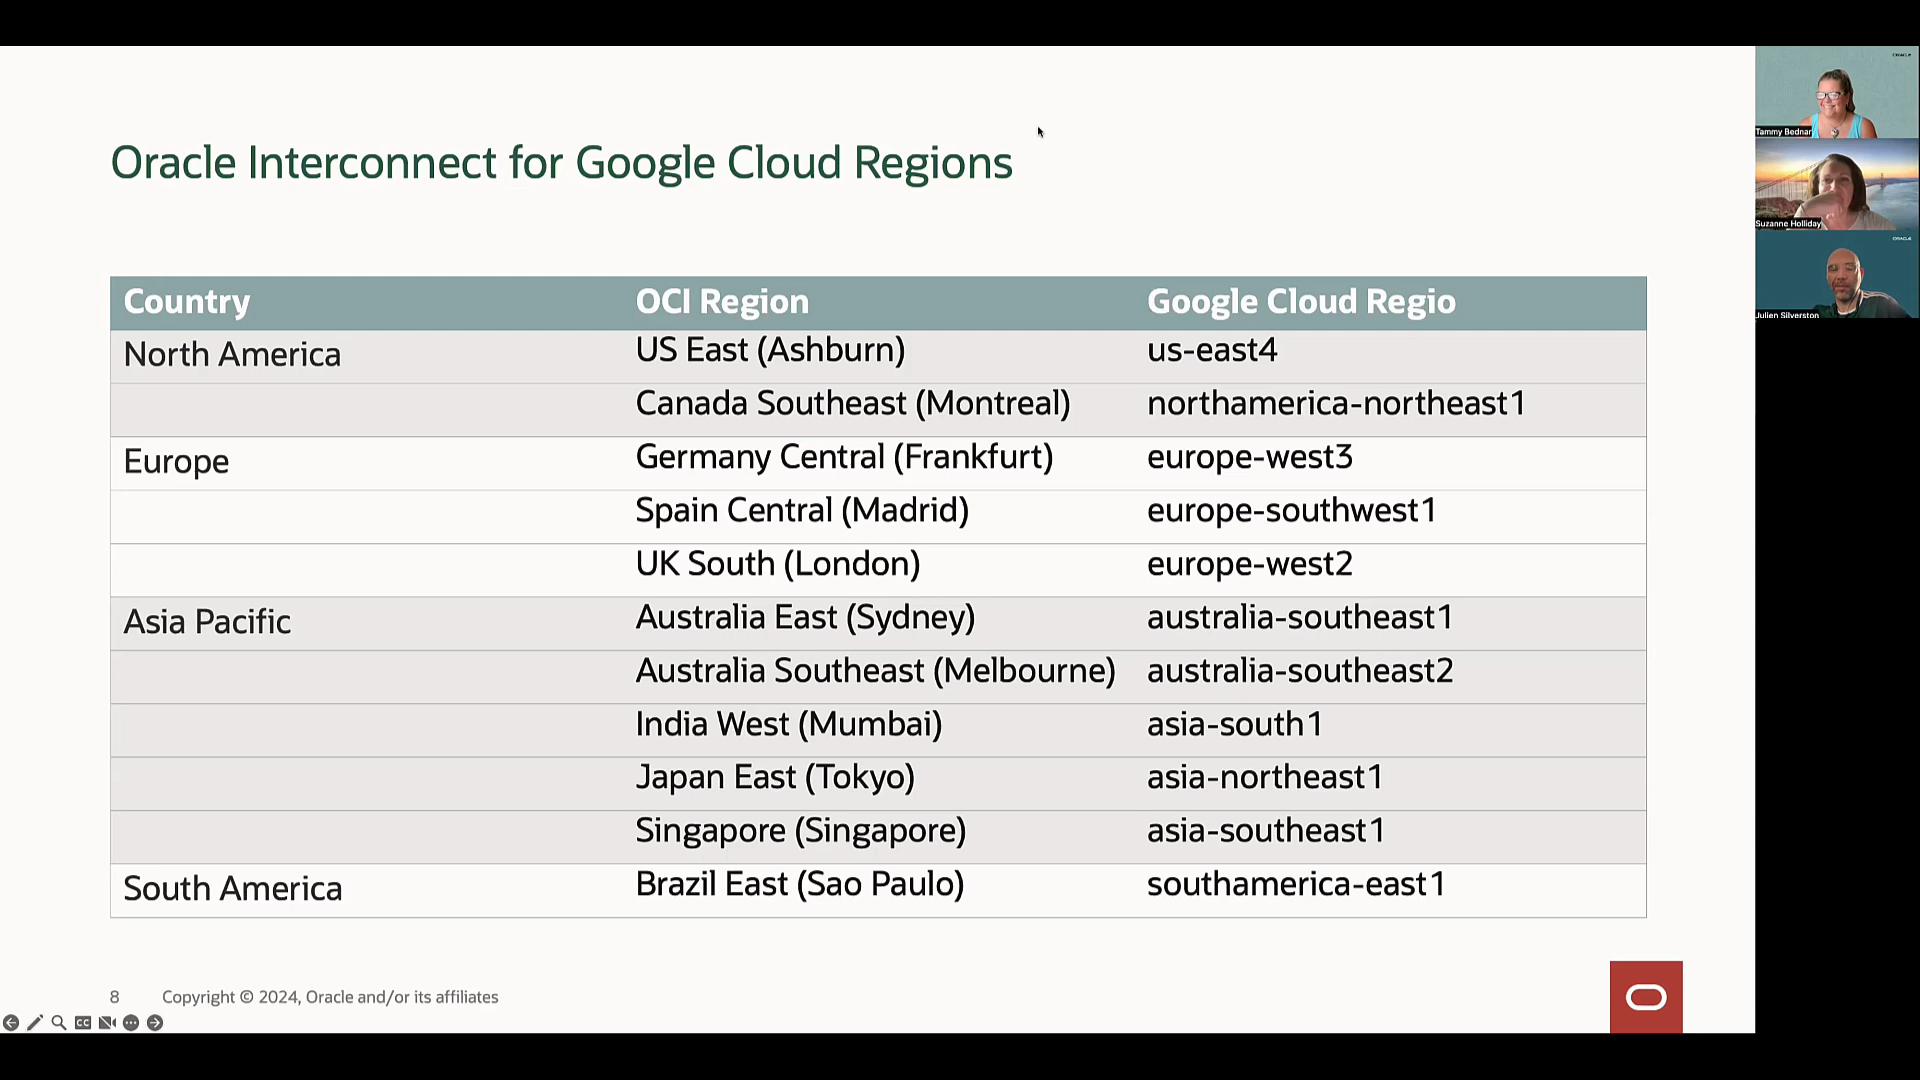 Oracle Interconnect for Google Cloud Regions
Country OCI Region Google Cloud Regio
North America US East (Ashburn) us-east4
Canada Southeast (Montreal) northamerica-northeast1
Europe Germany Central (Frankfurt) europe-west3
Spain Central (Madrid) europe-southwest1
UK South (London) europe-west2
Asia Pacific Australia East (Sydney) australia-southeast1
Australia Southeast (Melbourne) australia-southeast2
India West (Mumbai) asia-south1
Japan East (Tokyo) asia-northeast1
Singapore (Singapore) asia-southeast1
South America Brazil East (Sao Paulo) southamerica-east1
8 Copyright © 2024, Oracle and/or its affiliates
CC
ORACLE
Tammy Bednar
Suzanne Holliday
ORACLE
Julien Silverston